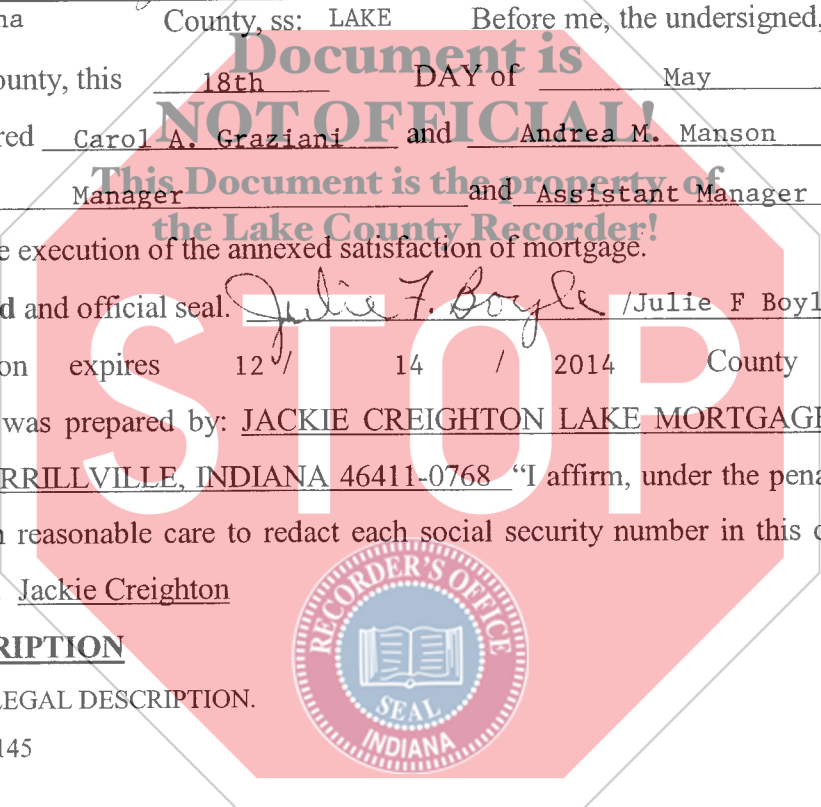 na County, ss: LAKE Before me, the undersigned,
Document is
ounty, this 18th DAY of May
NOT OFFICIAL!
red Carol A. Graziani and Andrea M. Manson
This Document is the property of
Manager and Assistant Manager
the Lake County Recorder!
e execution of the annexed satisfaction of mortgage.
d and official seal. Julie F. Boyle /Julie F Boyl
STOP
on expires 12 / 14 / 2014 County
was prepared by: JACKIE CREIGHTON LAKE MORTGAGE
RRILLVILLE, INDIANA 46411-0768 “I affirm, under the pena
n reasonable care to redact each social security number in this
Jackie Creighton
RECORDER'S OFFICE
RIPTION
SEAL
LEGAL DESCRIPTION.
INDIANA
145